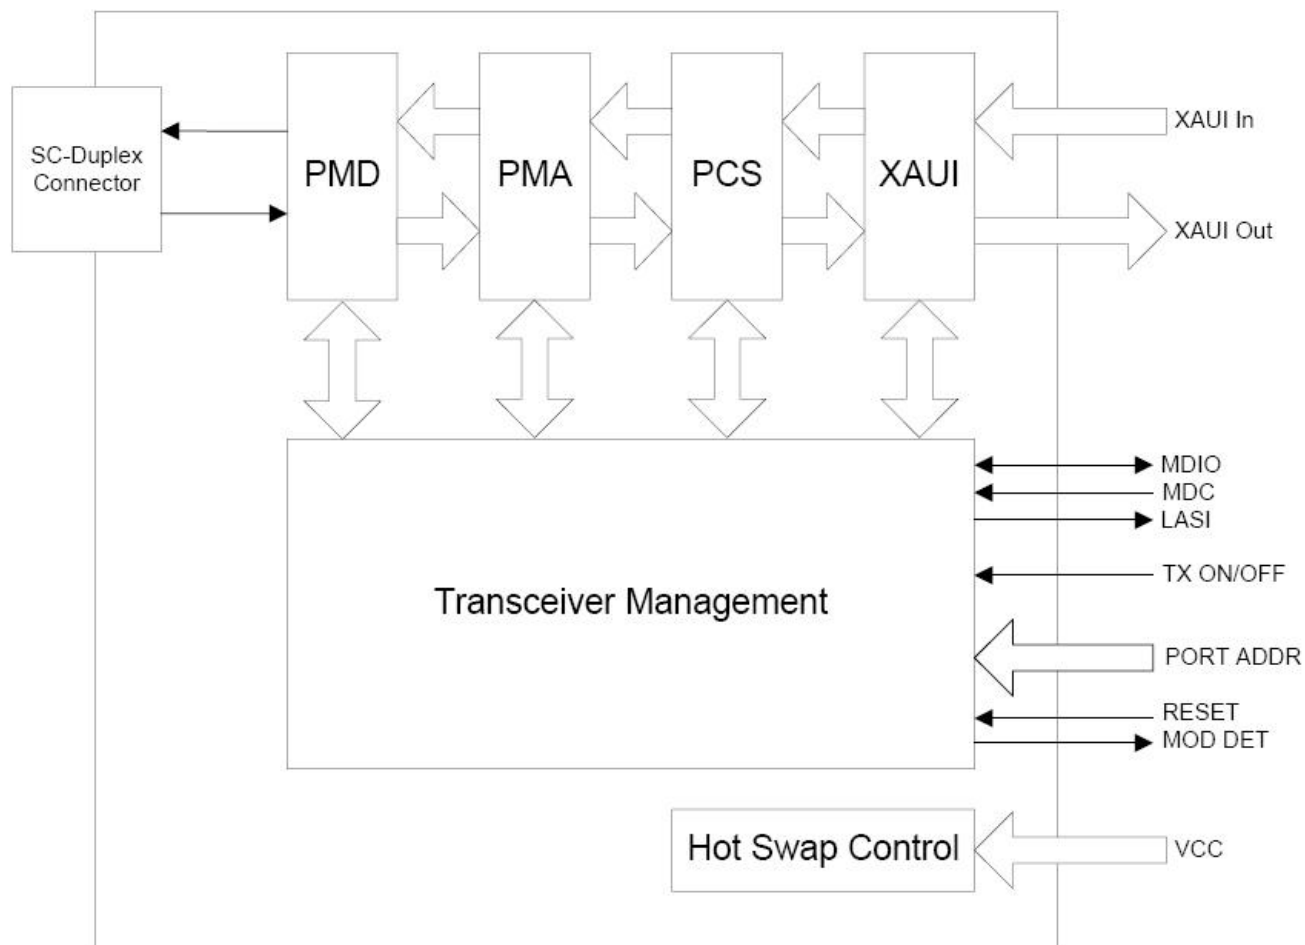 XAUI In
SC-Duplex
Connector
PMD
PMA
PCS
XAUI
XAUI Out
MDIO
MDC
LASI
TX ON/OFF
Transceiver Management
PORT ADDR
RESET
MOD DET
Hot Swap Control
VCC